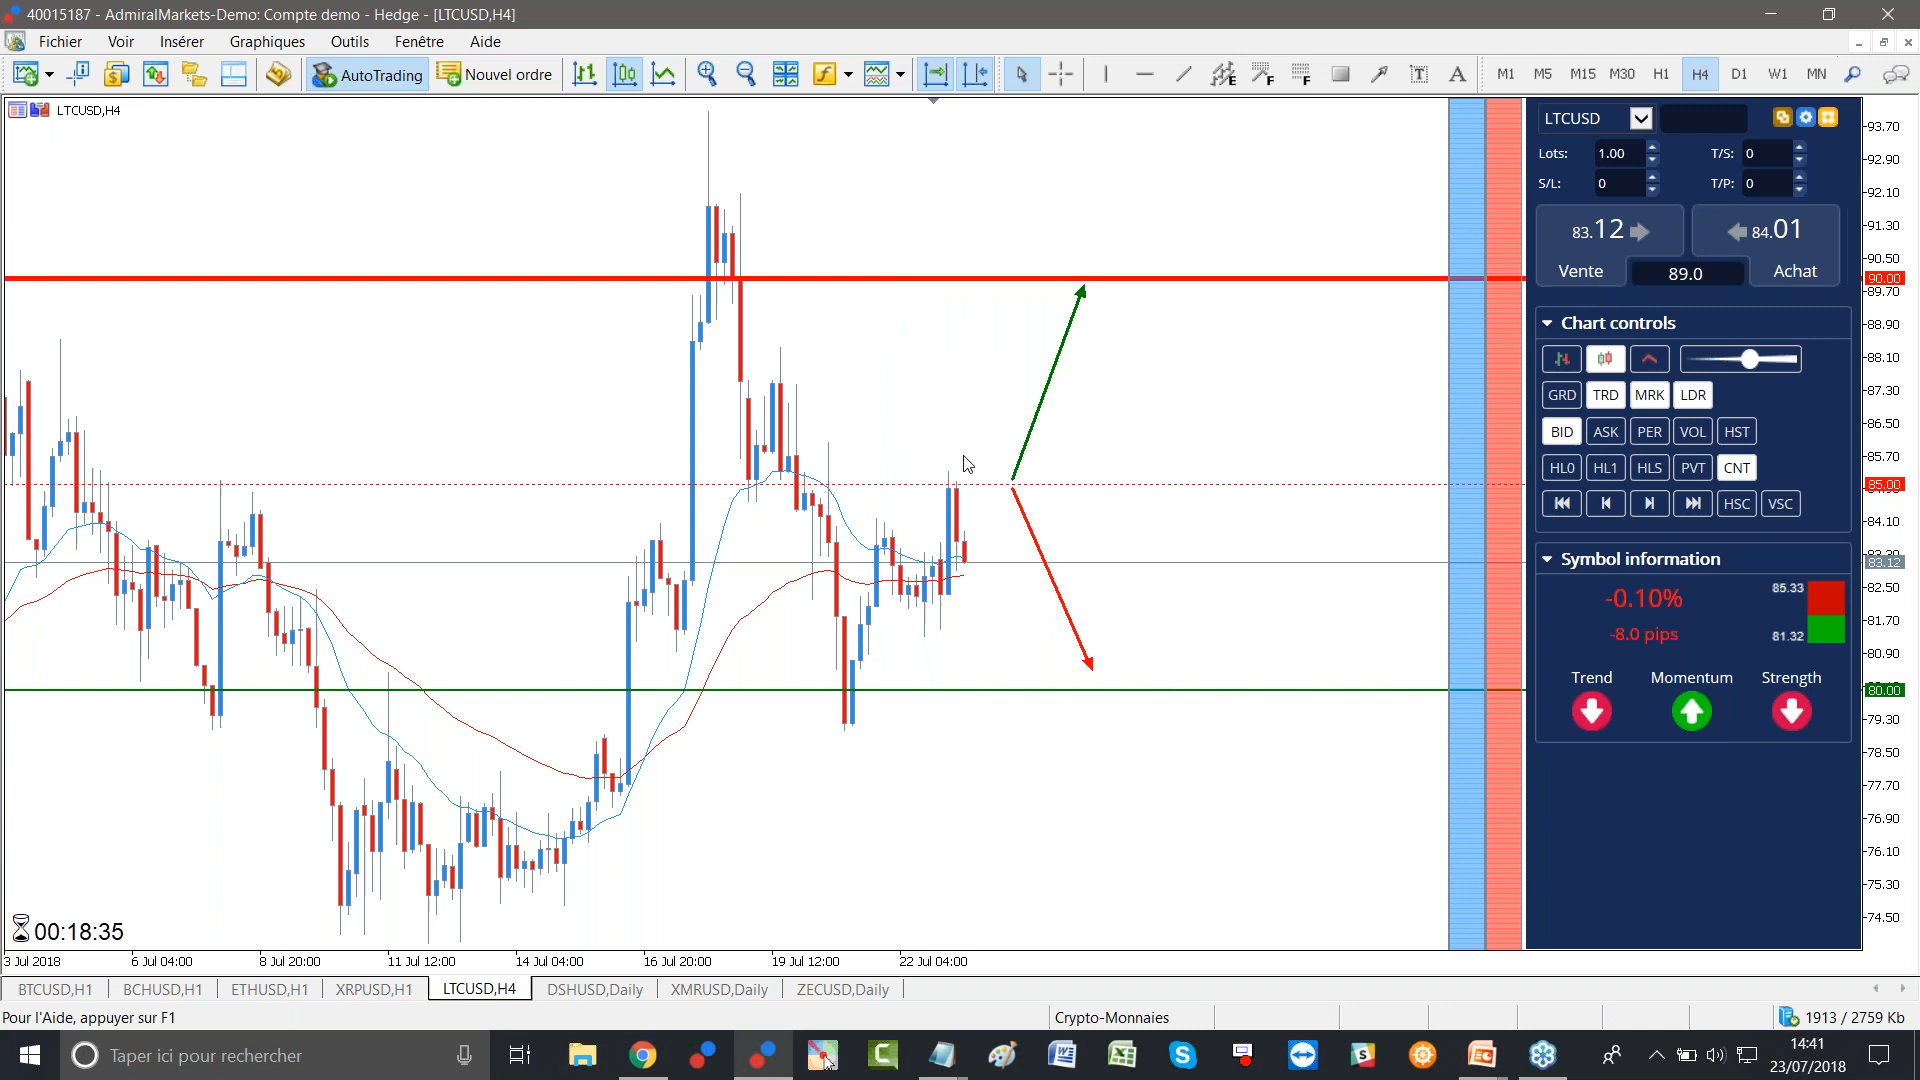 40015187 - AdmiralMarkets-Demo: Compte demo - Hedge - [LTCUSD,H4]
Fichier Voir Insérer Graphiques Outils Fenêtre Aide
AutoTrading Nouvel ordre M1 M5 M15 M30 H1 H4 D1 W1 MN
LTCUSD,H4
LTCUSD
Lots: 1.00 T/S: 0
S/L: 0 T/P: 0
83.12 84.01
Vente 89.0 Achat
Chart controls
GRD TRD MRK LDR
BID ASK PER VOL HST
HL0 HL1 HLS PVT CNT
HSC VSC
Symbol information
-0.10% 85.33
-8.0 pips 81.32
Trend Momentum Strength
93.70
92.90
92.10
91.30
90.50
90.00
89.70
88.90
88.10
87.30
86.50
85.70
85.00
84.10
83.12
82.50
81.70
80.90
80.00
79.30
78.50
77.70
76.90
76.10
75.30
74.50
00:18:35
3 Jul 2018 6 Jul 04:00 8 Jul 20:00 11 Jul 12:00 14 Jul 04:00 16 Jul 20:00 19 Jul 12:00 22 Jul 04:00
BTCUSD,H1 BCHUSD,H1 ETHUSD,H1 XRPUSD,H1 LTCUSD,H4 DSHUSD,Daily XMRUSD,Daily ZECUSD,Daily
Pour l'Aide, appuyer sur F1 Crypto-Monnaies 1913 / 2759 Kb
Taper ici pour rechercher
14:41
23/07/2018